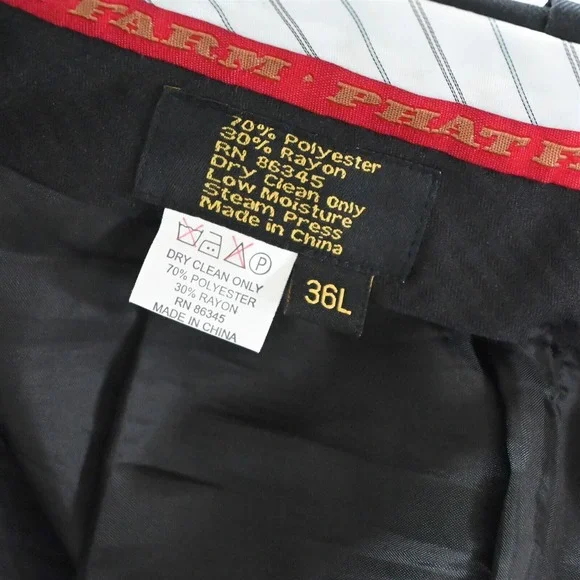 FARM · PHAT F
70% Polyester
30% Rayon
RN 86345
Dry Clean Only
Low Moisture
Steam Press
Made in China
P
DRY CLEAN ONLY
70% POLYESTER
30% RAYON
RN 86345
MADE IN CHINA
36L